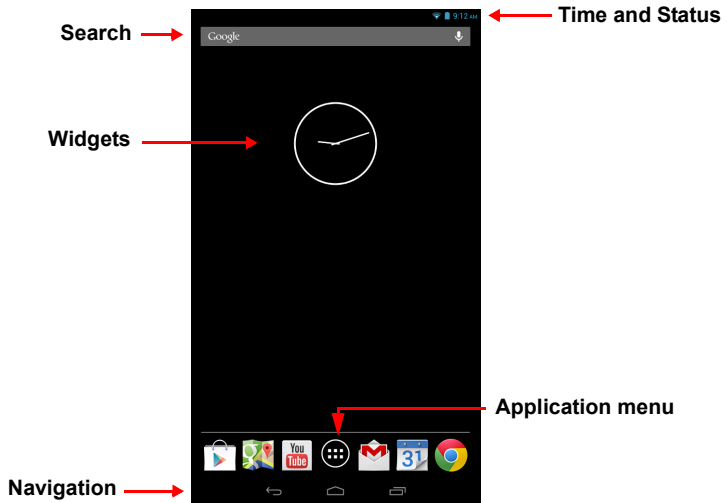 Time and Status
9:12 AM
Search
Google
Widgets
Application menu
You
Tube
31
Navigation